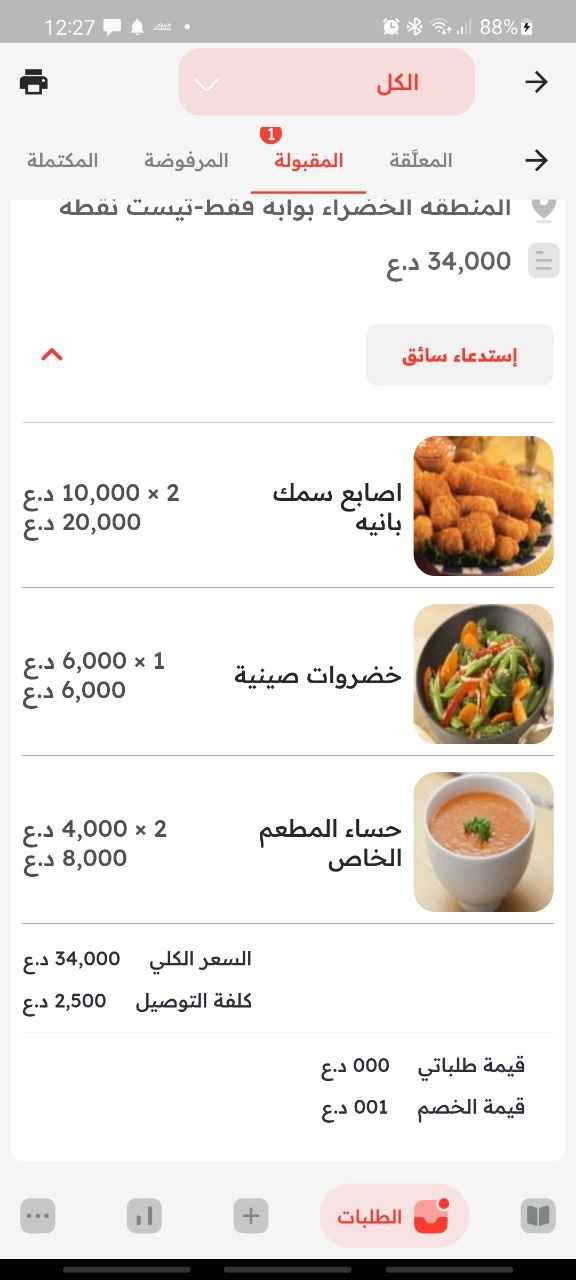 12:27
88%
الكل
المعلَّقة
المقبولة
1
المرفوضة
المكتملة
المنطقة الخضراء بوابة فقط-تيست نقطة
34,000 د.ع
إستدعاء سائق
اصابع سمك بانيه
2 × 10,000 د.ع
20,000 د.ع
خضروات صينية
1 × 6,000 د.ع
6,000 د.ع
حساء المطعم الخاص
2 × 4,000 د.ع
8,000 د.ع
السعر الكلي 34,000 د.ع
كلفة التوصيل 2,500 د.ع
قيمة طلباتي 000 د.ع
قيمة الخصم 001 د.ع
الطلبات